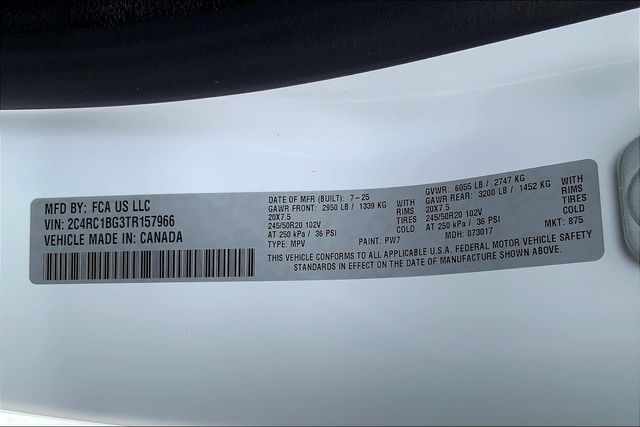 MFD BY: FCA US LLC
VIN: 2C4RC1BG3TR157966
VEHICLE MADE IN: CANADA
DATE OF MFR (BUILT): 7-25
GAWR FRONT: 2950 LB / 1339 KG WITH
20X7.5 RIMS
245/50R20 102V TIRES
AT 250 kPa / 36 PSI COLD
TYPE: MPV PAINT: PW7
GVWR: 6055 LB / 2747 KG
GAWR REAR: 3200 LB / 1452 KG WITH
20X7.5 RIMS
245/50R20 102V TIRES
AT 250 kPa / 36 PSI COLD
MDH: 073017 MKT: 875
THIS VEHICLE CONFORMS TO ALL APPLICABLE U.S.A. FEDERAL MOTOR VEHICLE SAFETY
STANDARDS IN EFFECT ON THE DATE OF MANUFACTURE SHOWN ABOVE.